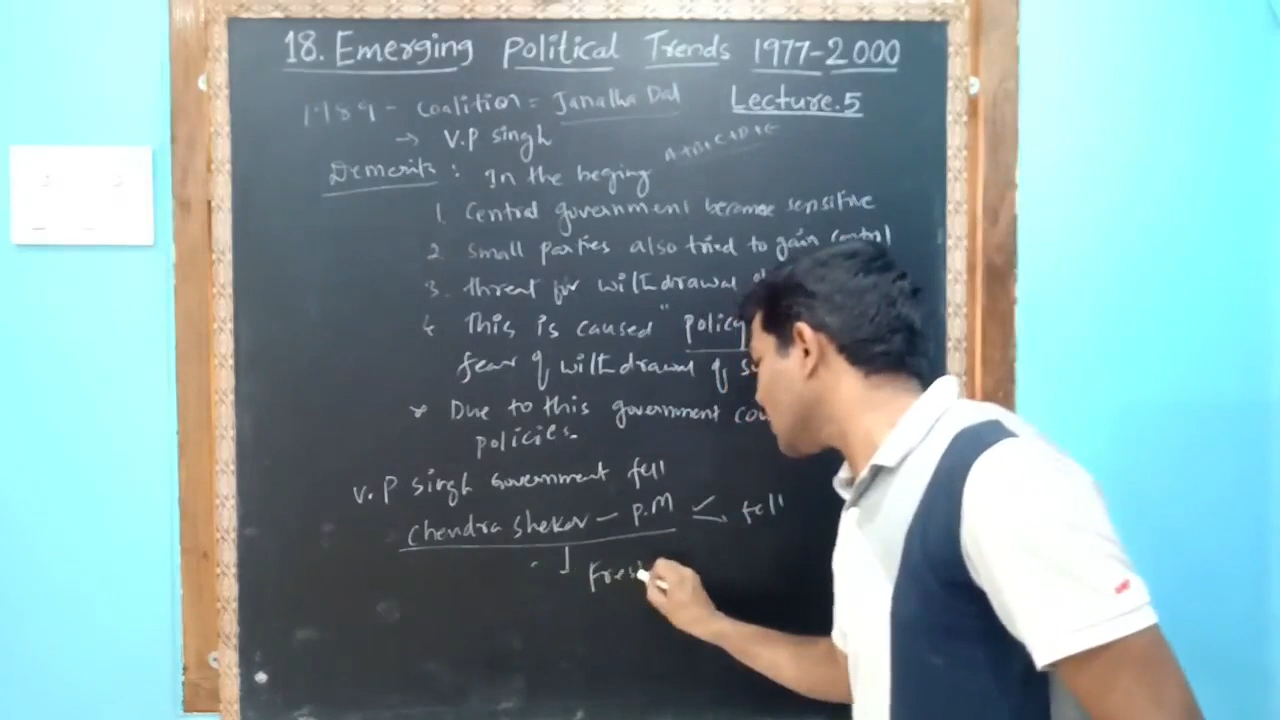 18. Emerging Political Trends 1977-2000
1989 - Coalition = Janatha Dal Lecture.5
→ V.P singh
A+B+C+D+E
Demerits : In the beging
1. Central government become sensitive
2 small parties also tried to gain control
3. threat for withdrawal
4 This is caused "policy
fear of withdrawal of
* Due to this government
policies.
V.P singh Government fell
Chendra Shekar - P.M fell
Fres